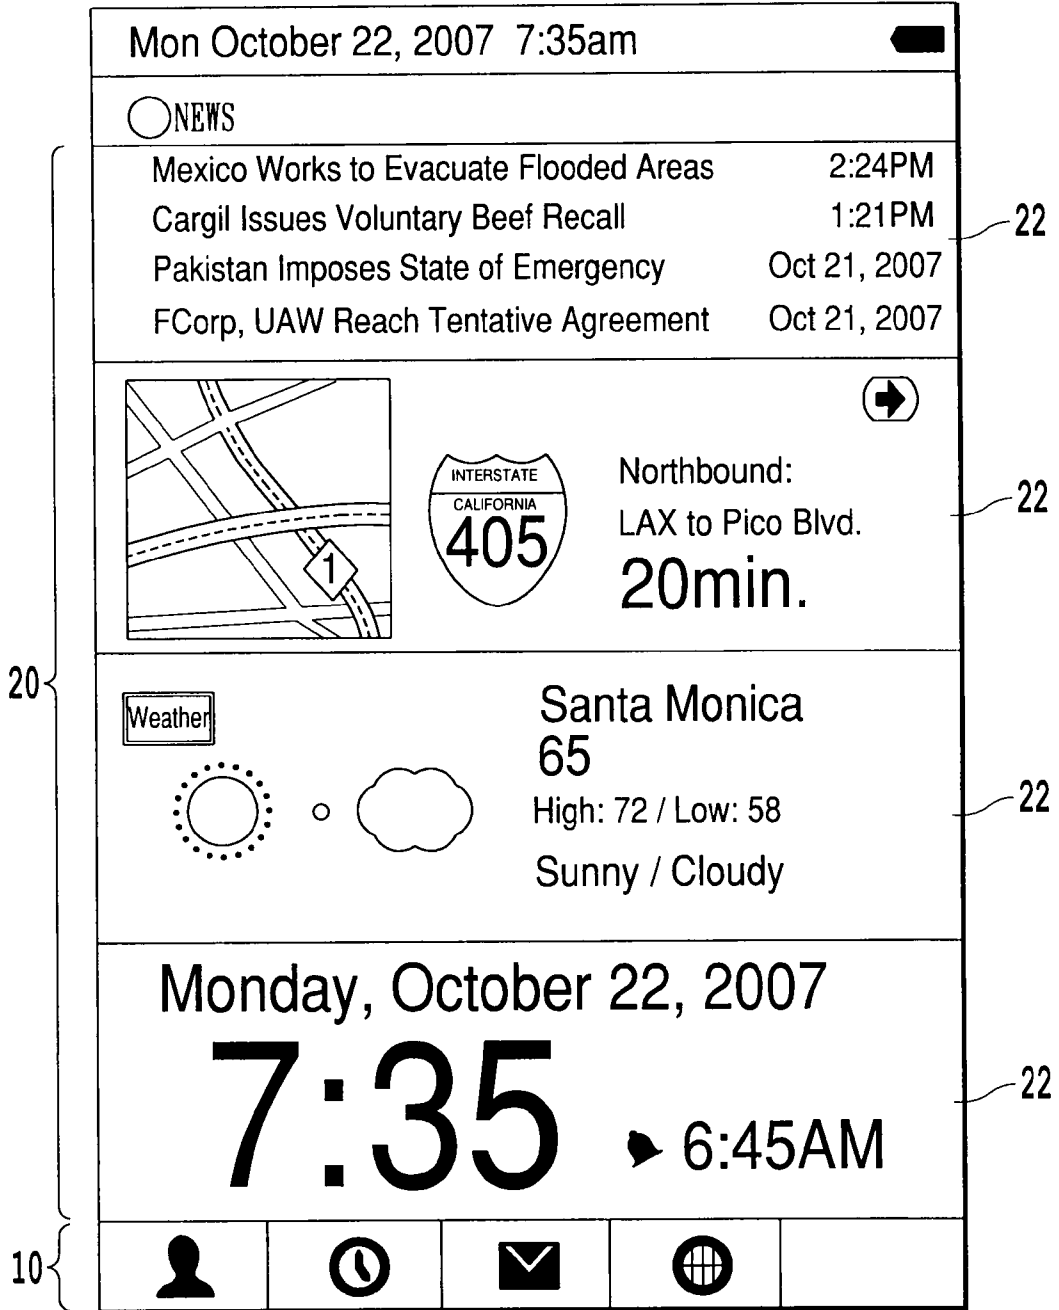 Mon October 22, 2007 7:35am
NEWS
Mexico Works to Evacuate Flooded Areas 2:24PM
Cargil Issues Voluntary Beef Recall 1:21PM
22
Pakistan Imposes State of Emergency Oct 21, 2007
FCorp, UAW Reach Tentative Agreement Oct 21, 2007
INTERSTATE
CALIFORNIA
405
1
Northbound:
LAX to Pico Blvd.
20min.
22
20
Weather
Santa Monica
65
High: 72 / Low: 58
Sunny / Cloudy
22
Monday, October 22, 2007
7:35
6:45AM
22
10